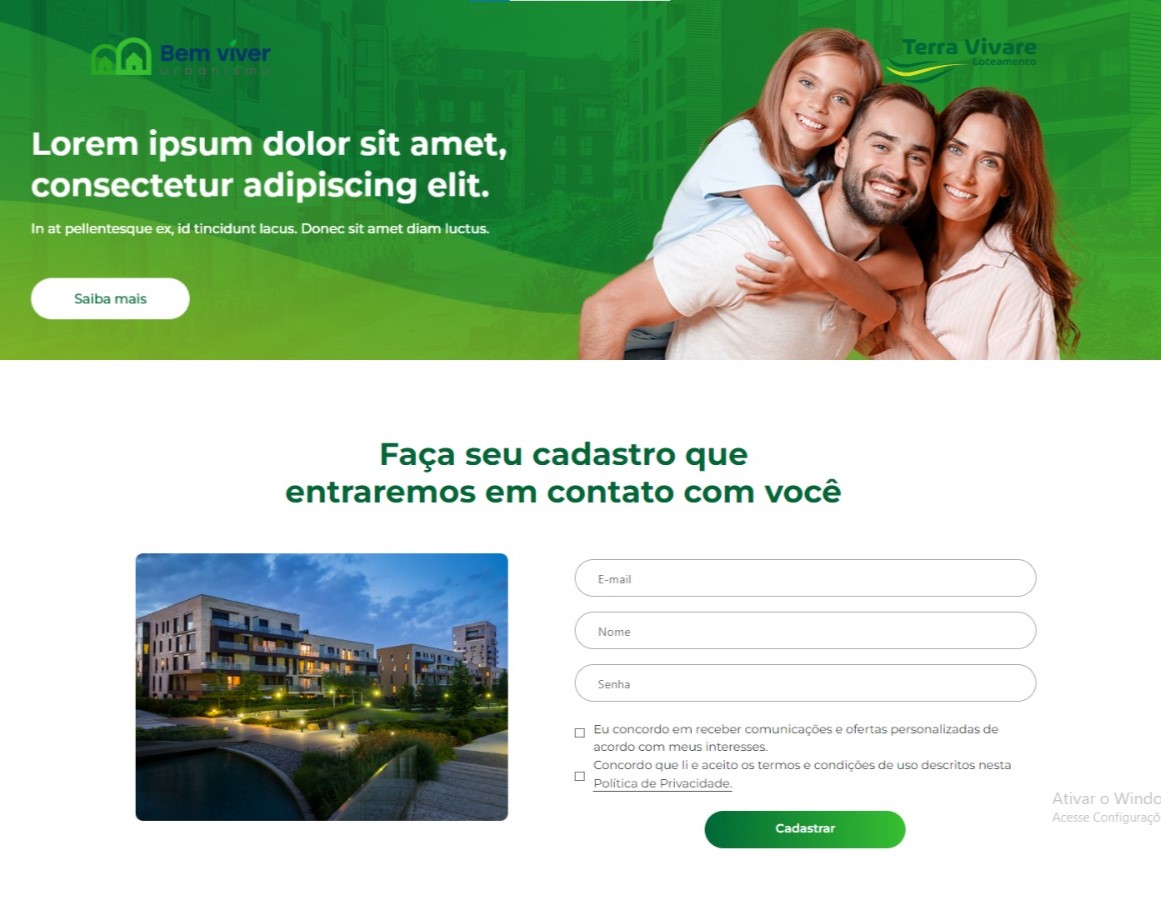 Bem viver
urbanismo
Terra Vivare
Loteamento
Lorem ipsum dolor sit amet,
consectetur adipiscing elit.
In at pellentesque ex, id tincidunt lacus. Donec sit amet diam luctus.
Saiba mais
Faça seu cadastro que
entraremos em contato com você
E-mail
Nome
Senha
Eu concordo em receber comunicações e ofertas personalizadas de
acordo com meus interesses.
Concordo que li e aceito os termos e condições de uso descritos nesta
Política de Privacidade.
Ativar o Windo
Acesse Configuraçõ
Cadastrar